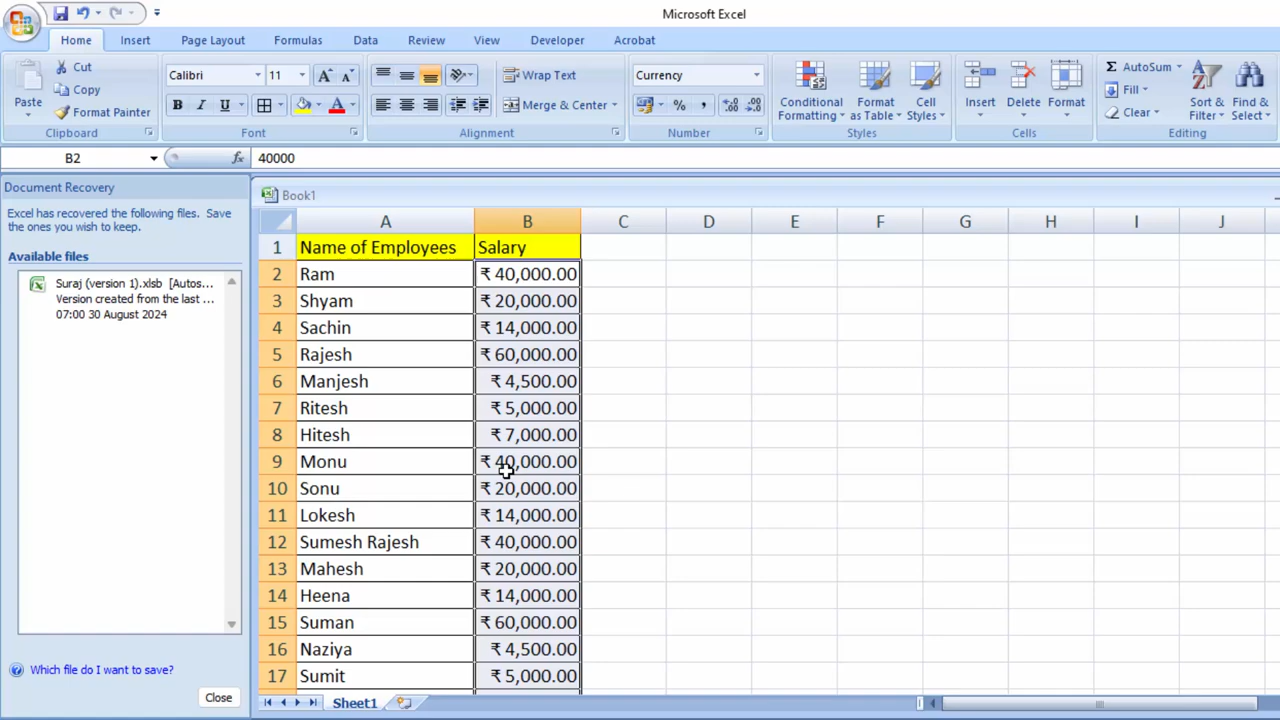 Microsoft Excel
Home Insert Page Layout Formulas Data Review View Developer Acrobat
Paste
Cut
Copy
Format Painter
Clipboard
Calibri 11 A A
B I U A
Font
Wrap Text
Merge & Center
Alignment
Currency
% ,
Number
Conditional Formatting
Format as Table
Cell Styles
Styles
Insert Delete Format
Cells
Σ AutoSum
Fill
Clear
Sort & Filter
Find & Select
Editing
B2 fx 40000
Document Recovery
Excel has recovered the following files. Save
the ones you wish to keep.
Available files
Suraj (version 1).xlsb [Autos...
Version created from the last ...
07:00 30 August 2024
Which file do I want to save?
Close
Book1
A B C D E F G H I J
1 Name of Employees Salary
2 Ram ₹ 40,000.00
3 Shyam ₹ 20,000.00
4 Sachin ₹ 14,000.00
5 Rajesh ₹ 60,000.00
6 Manjesh ₹ 4,500.00
7 Ritesh ₹ 5,000.00
8 Hitesh ₹ 7,000.00
9 Monu ₹ 40,000.00
10 Sonu ₹ 20,000.00
11 Lokesh ₹ 14,000.00
12 Sumesh Rajesh ₹ 40,000.00
13 Mahesh ₹ 20,000.00
14 Heena ₹ 14,000.00
15 Suman ₹ 60,000.00
16 Naziya ₹ 4,500.00
17 Sumit ₹ 5,000.00
Sheet1